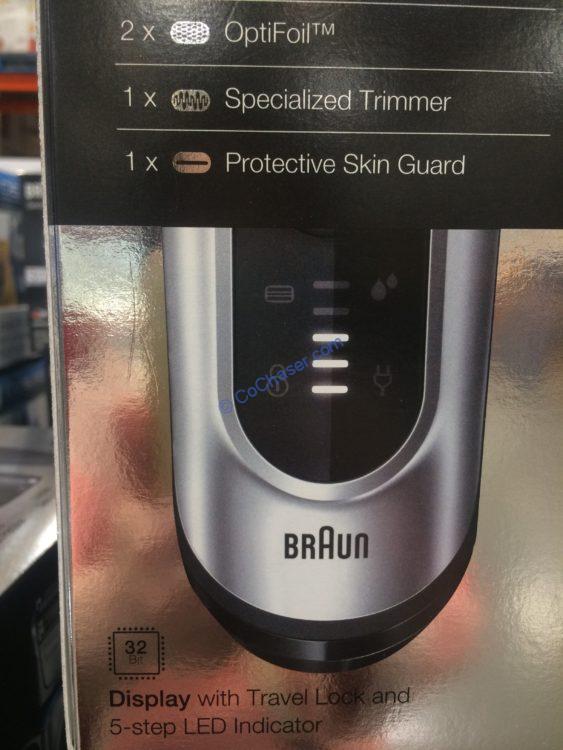 2 x OptiFoil™
1 x Specialized Trimmer
1 x Protective Skin Guard
© CoChaser.com
BRAUN
32
Bit
Display with Travel Lock and
5-step LED Indicator